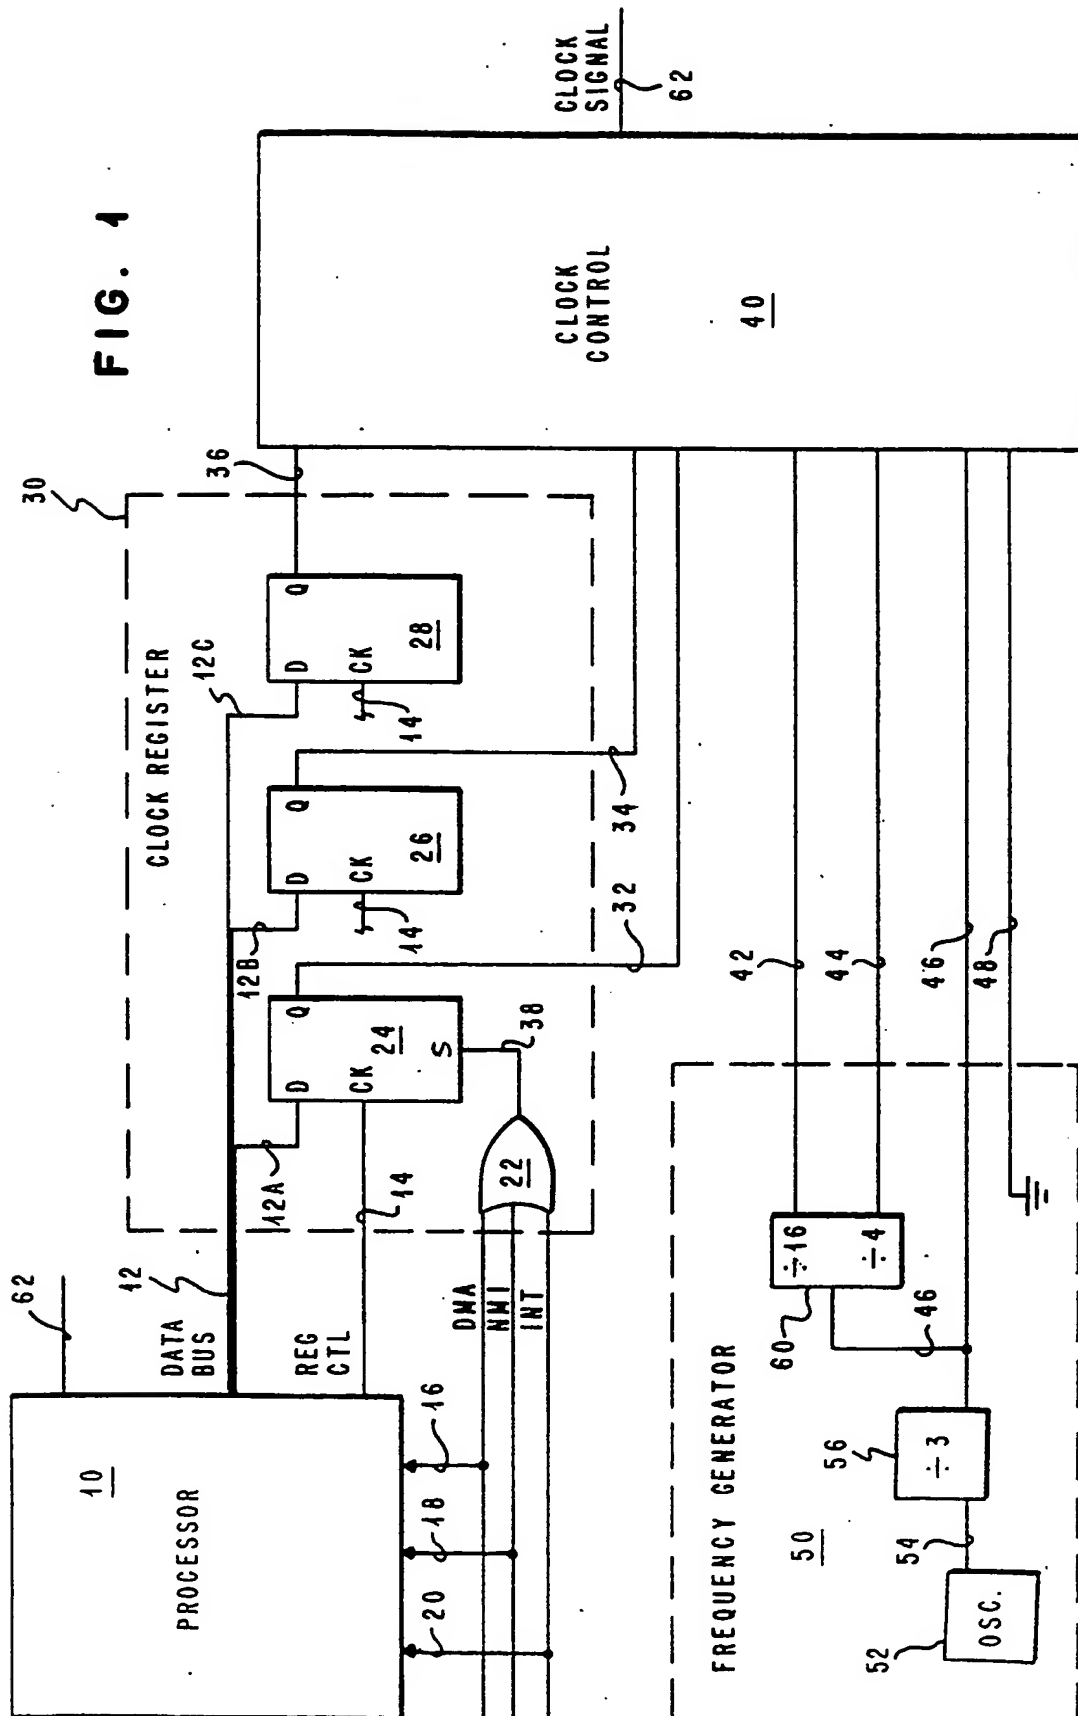 FIG. 1
62
12
DATA
BUS
REG
CTL
14
10
PROCESSOR
16
18
20
DMA
NMI
INT
30
CLOCK REGISTER
12A
12B
12C
D
Q
CK
24
S
D
Q
CK
26
14
D
Q
CK
28
14
22
38
32
34
36
CLOCK
CONTROL
40
CLOCK
SIGNAL
62
42
44
46
48
FREQUENCY GENERATOR
50
52
OSC.
54
56
÷3
46
60
÷16
÷4